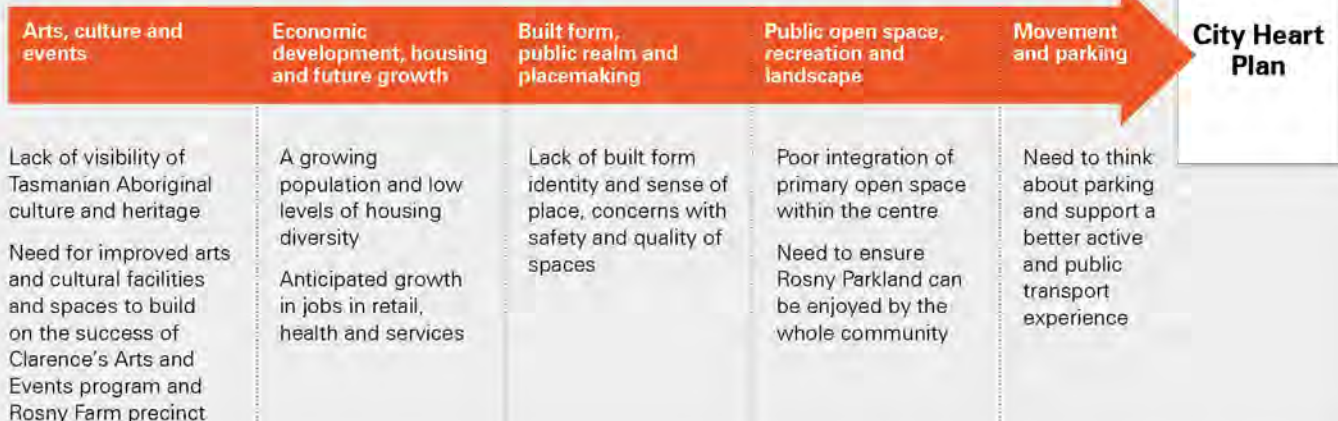 Arts, culture and
events
Economic
development, housing
and future growth
Built form,
public realm and
placemaking
Public open space,
recreation and
landscape
Movement
and parking
City Heart
Plan
Lack of visibility of
Tasmanian Aboriginal
culture and heritage
Need for improved arts
and cultural facilities
and spaces to build
on the success of
Clarence's Arts and
Events program and
Rosny Farm precinct
A growing
population and low
levels of housing
diversity
Anticipated growth
in jobs in retail,
health and services
Lack of built form
identity and sense of
place, concerns with
safety and quality of
spaces
Poor integration of
primary open space
within the centre
Need to ensure
Rosny Parkland can
be enjoyed by the
whole community
Need to think
about parking
and support a
better active
and public
transport
experience